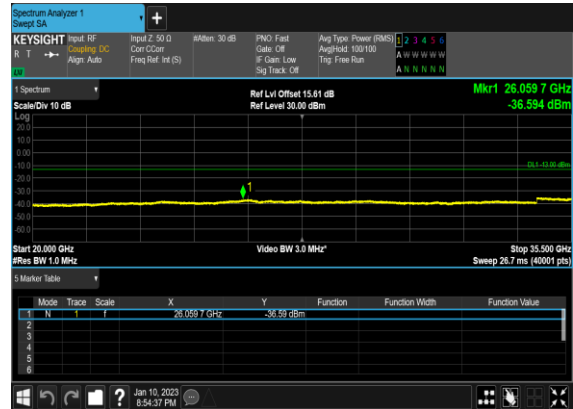 Spectrum Analyzer 1
Swept SA
+
KEYSIGHT Input: RF Input Z: 50 Ω #Atten: 30 dB PNO: Fast Avg Type: Power (RMS) 1 2 3 4 5 6
R T Coupling: DC Corr CCorr Gate: Off Avg|Hold: 100/100 A W W W W W
Align: Auto Freq Ref: Int (S) IF Gain: Low Trig: Free Run
LW Sig Track: Off A N N N N N
1 Spectrum Ref Lvl Offset 15.61 dB Mkr1 26.059 7 GHz
Scale/Div 10 dB Ref Level 30.00 dBm -36.594 dBm
Log
20.0
10.0
0.00
-10.0 DL1 -13.00 dBm
-20.0
-30.0 1
-40.0
-50.0
-60.0
Start 20.000 GHz Video BW 3.0 MHz* Stop 35.500 GHz
#Res BW 1.0 MHz Sweep 26.7 ms (40001 pts)
5 Marker Table
Mode Trace Scale X Y Function Function Width Function Value
1 N 1 f 26.059 7 GHz -36.59 dBm
2
3
4
5
6
? Jan 10, 2023
8:54:37 PM